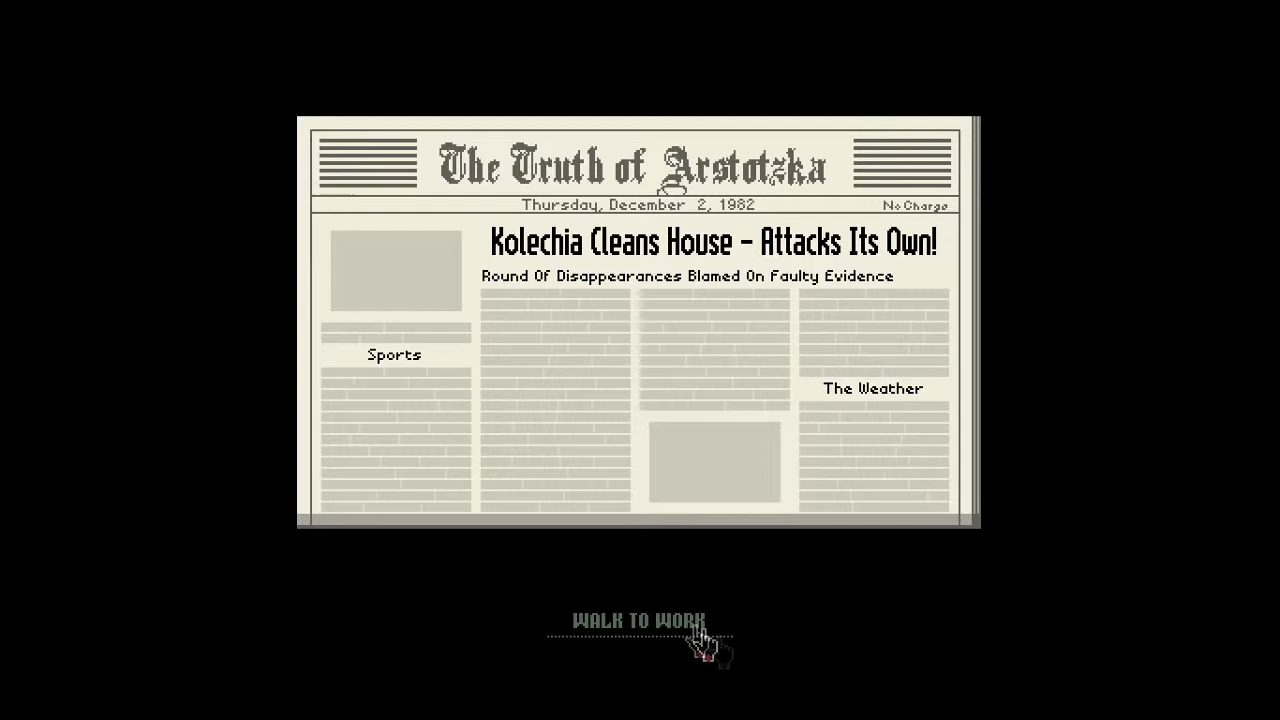 The Truth of Arstotzka
Thursday, December 2, 1982
No Charge
Kolechia Cleans House - Attacks Its Own!
Round Of Disappearances Blamed On Faulty Evidence
Sports
The Weather
WALK TO WORK